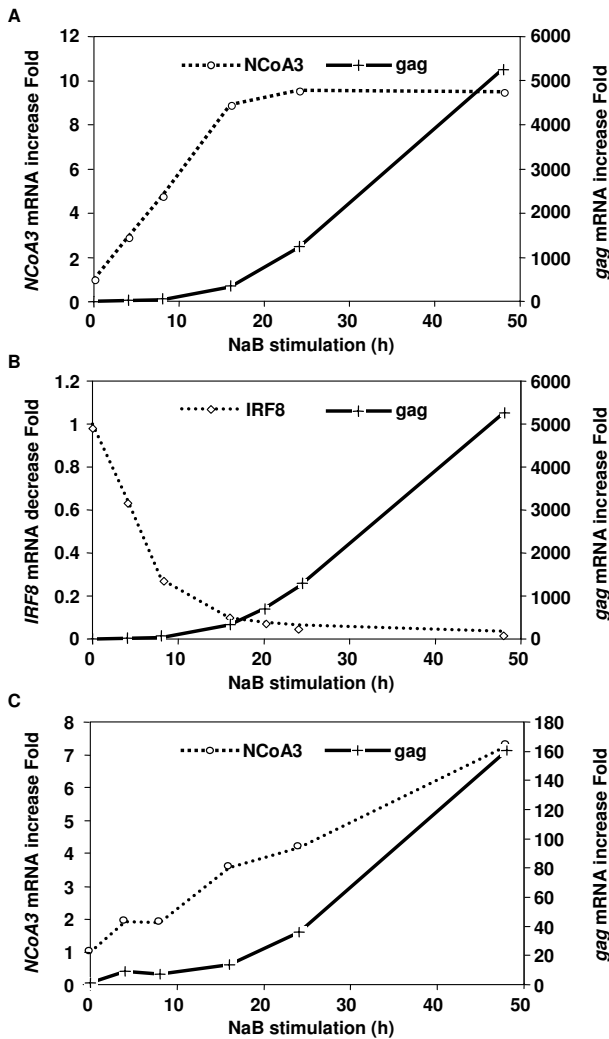 A
NCoA3 mRNA increase Fold
12
10
8
6
4
2
0
NCoA3
gag
6000
5000
4000
3000
2000
1000
0
gag mRNA increase Fold
0 10 20 30 40 50
NaB stimulation (h)
B
IRF8 mRNA decrease Fold
1.2
1
0.8
0.6
0.4
0.2
0
IRF8
gag
6000
5000
4000
3000
2000
1000
0
gag mRNA increase Fold
0 10 20 30 40 50
NaB stimulation (h)
C
NCoA3 mRNA increase Fold
8
7
6
5
4
3
2
1
0
NCoA3
gag
180
160
140
120
100
80
60
40
20
0
gag mRNA increase Fold
0 10 20 30 40 50
NaB stimulation (h)